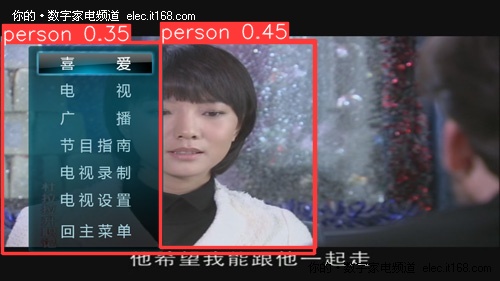 你的·数字家电频道 elec.it168.com
person 0.35
person 0.45
喜爱
电视
广播
节目指南
电视录制
电视设置
回主菜单
他希望我能跟他一起走
你的·数字家电频道 elec.it168.com